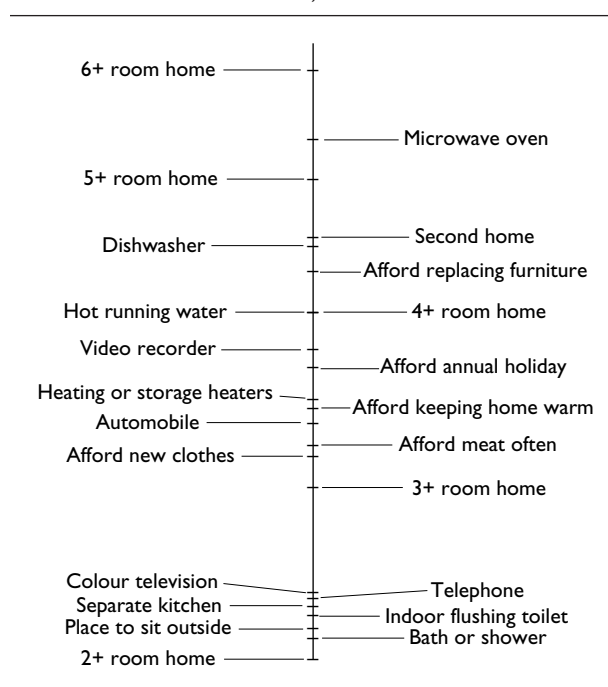 6+ room home
Microwave oven
5+ room home
Second home
Dishwasher
Afford replacing furniture
Hot running water
4+ room home
Video recorder
Afford annual holiday
Heating or storage heaters
Afford keeping home warm
Automobile
Afford meat often
Afford new clothes
3+ room home
Colour television
Telephone
Separate kitchen
Indoor flushing toilet
Place to sit outside
Bath or shower
2+ room home